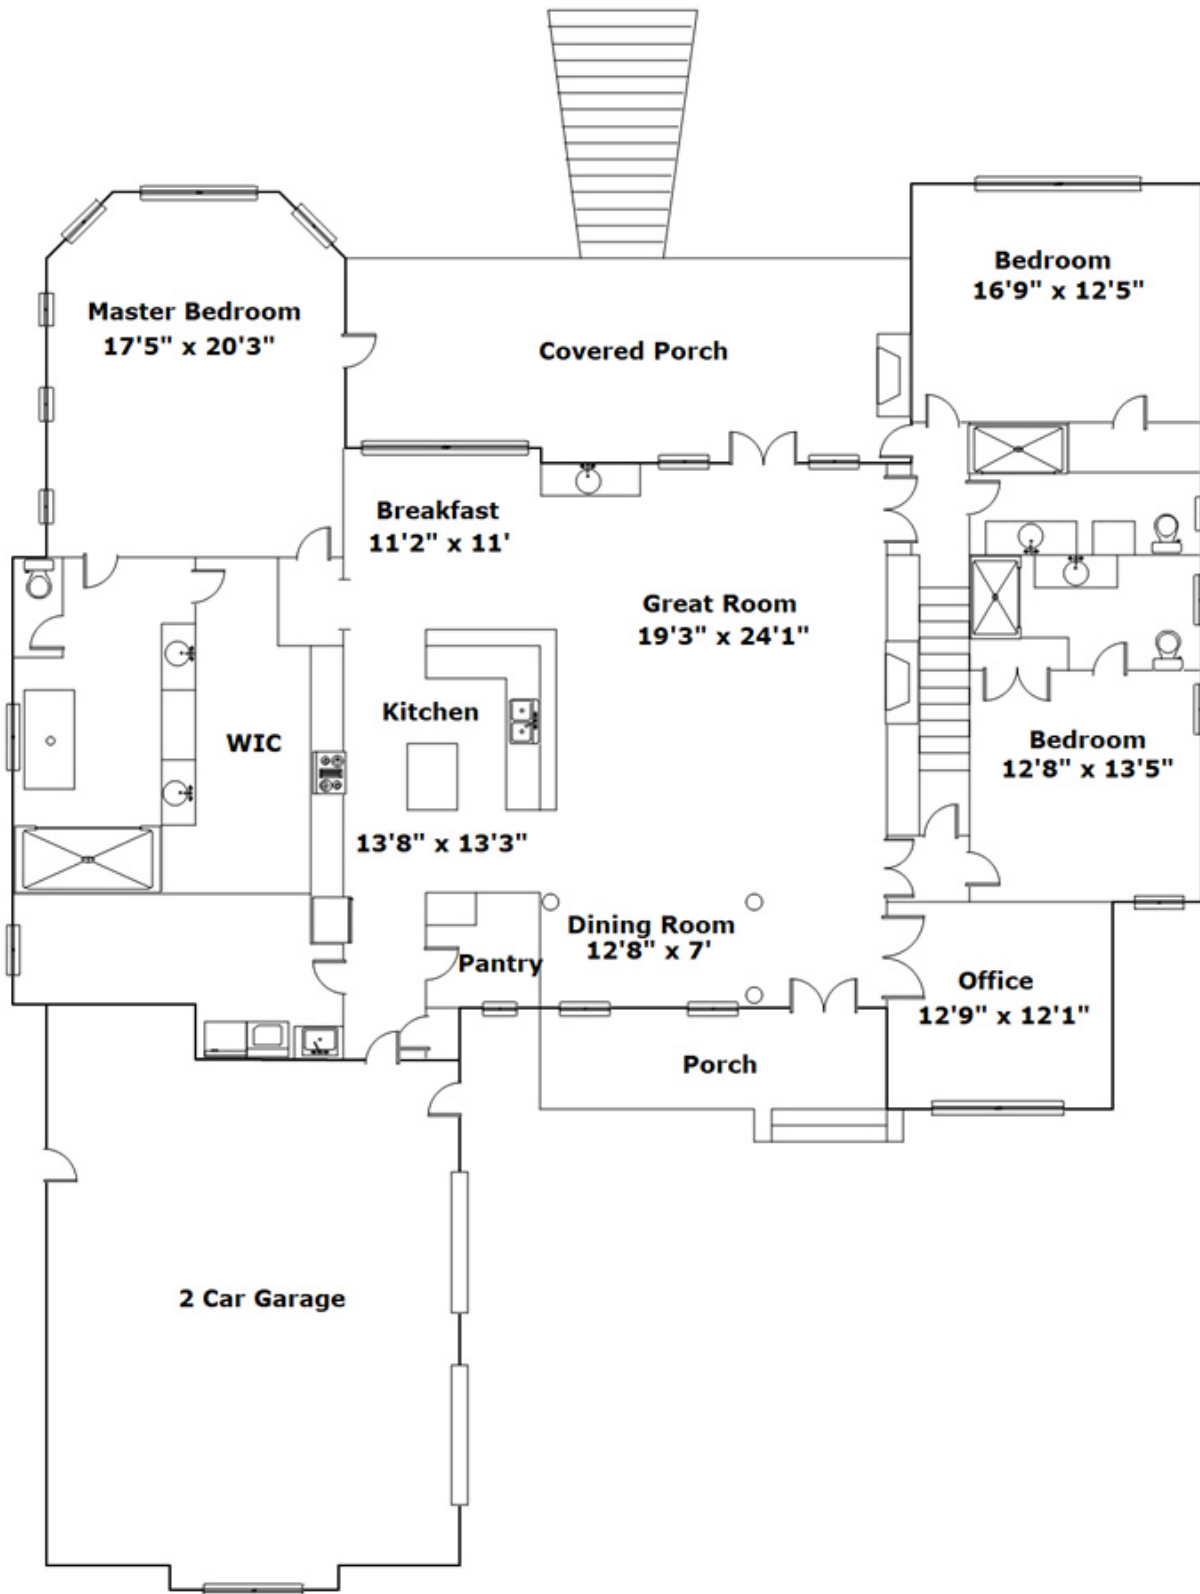 Bedroom
16'9" x 12'5"
Master Bedroom
17'5" x 20'3"
Covered Porch
Breakfast
11'2" x 11'
Great Room
19'3" x 24'1"
Kitchen
WIC
Bedroom
12'8" x 13'5"
13'8" x 13'3"
Dining Room
12'8" x 7'
Pantry
Office
12'9" x 12'1"
Porch
2 Car Garage